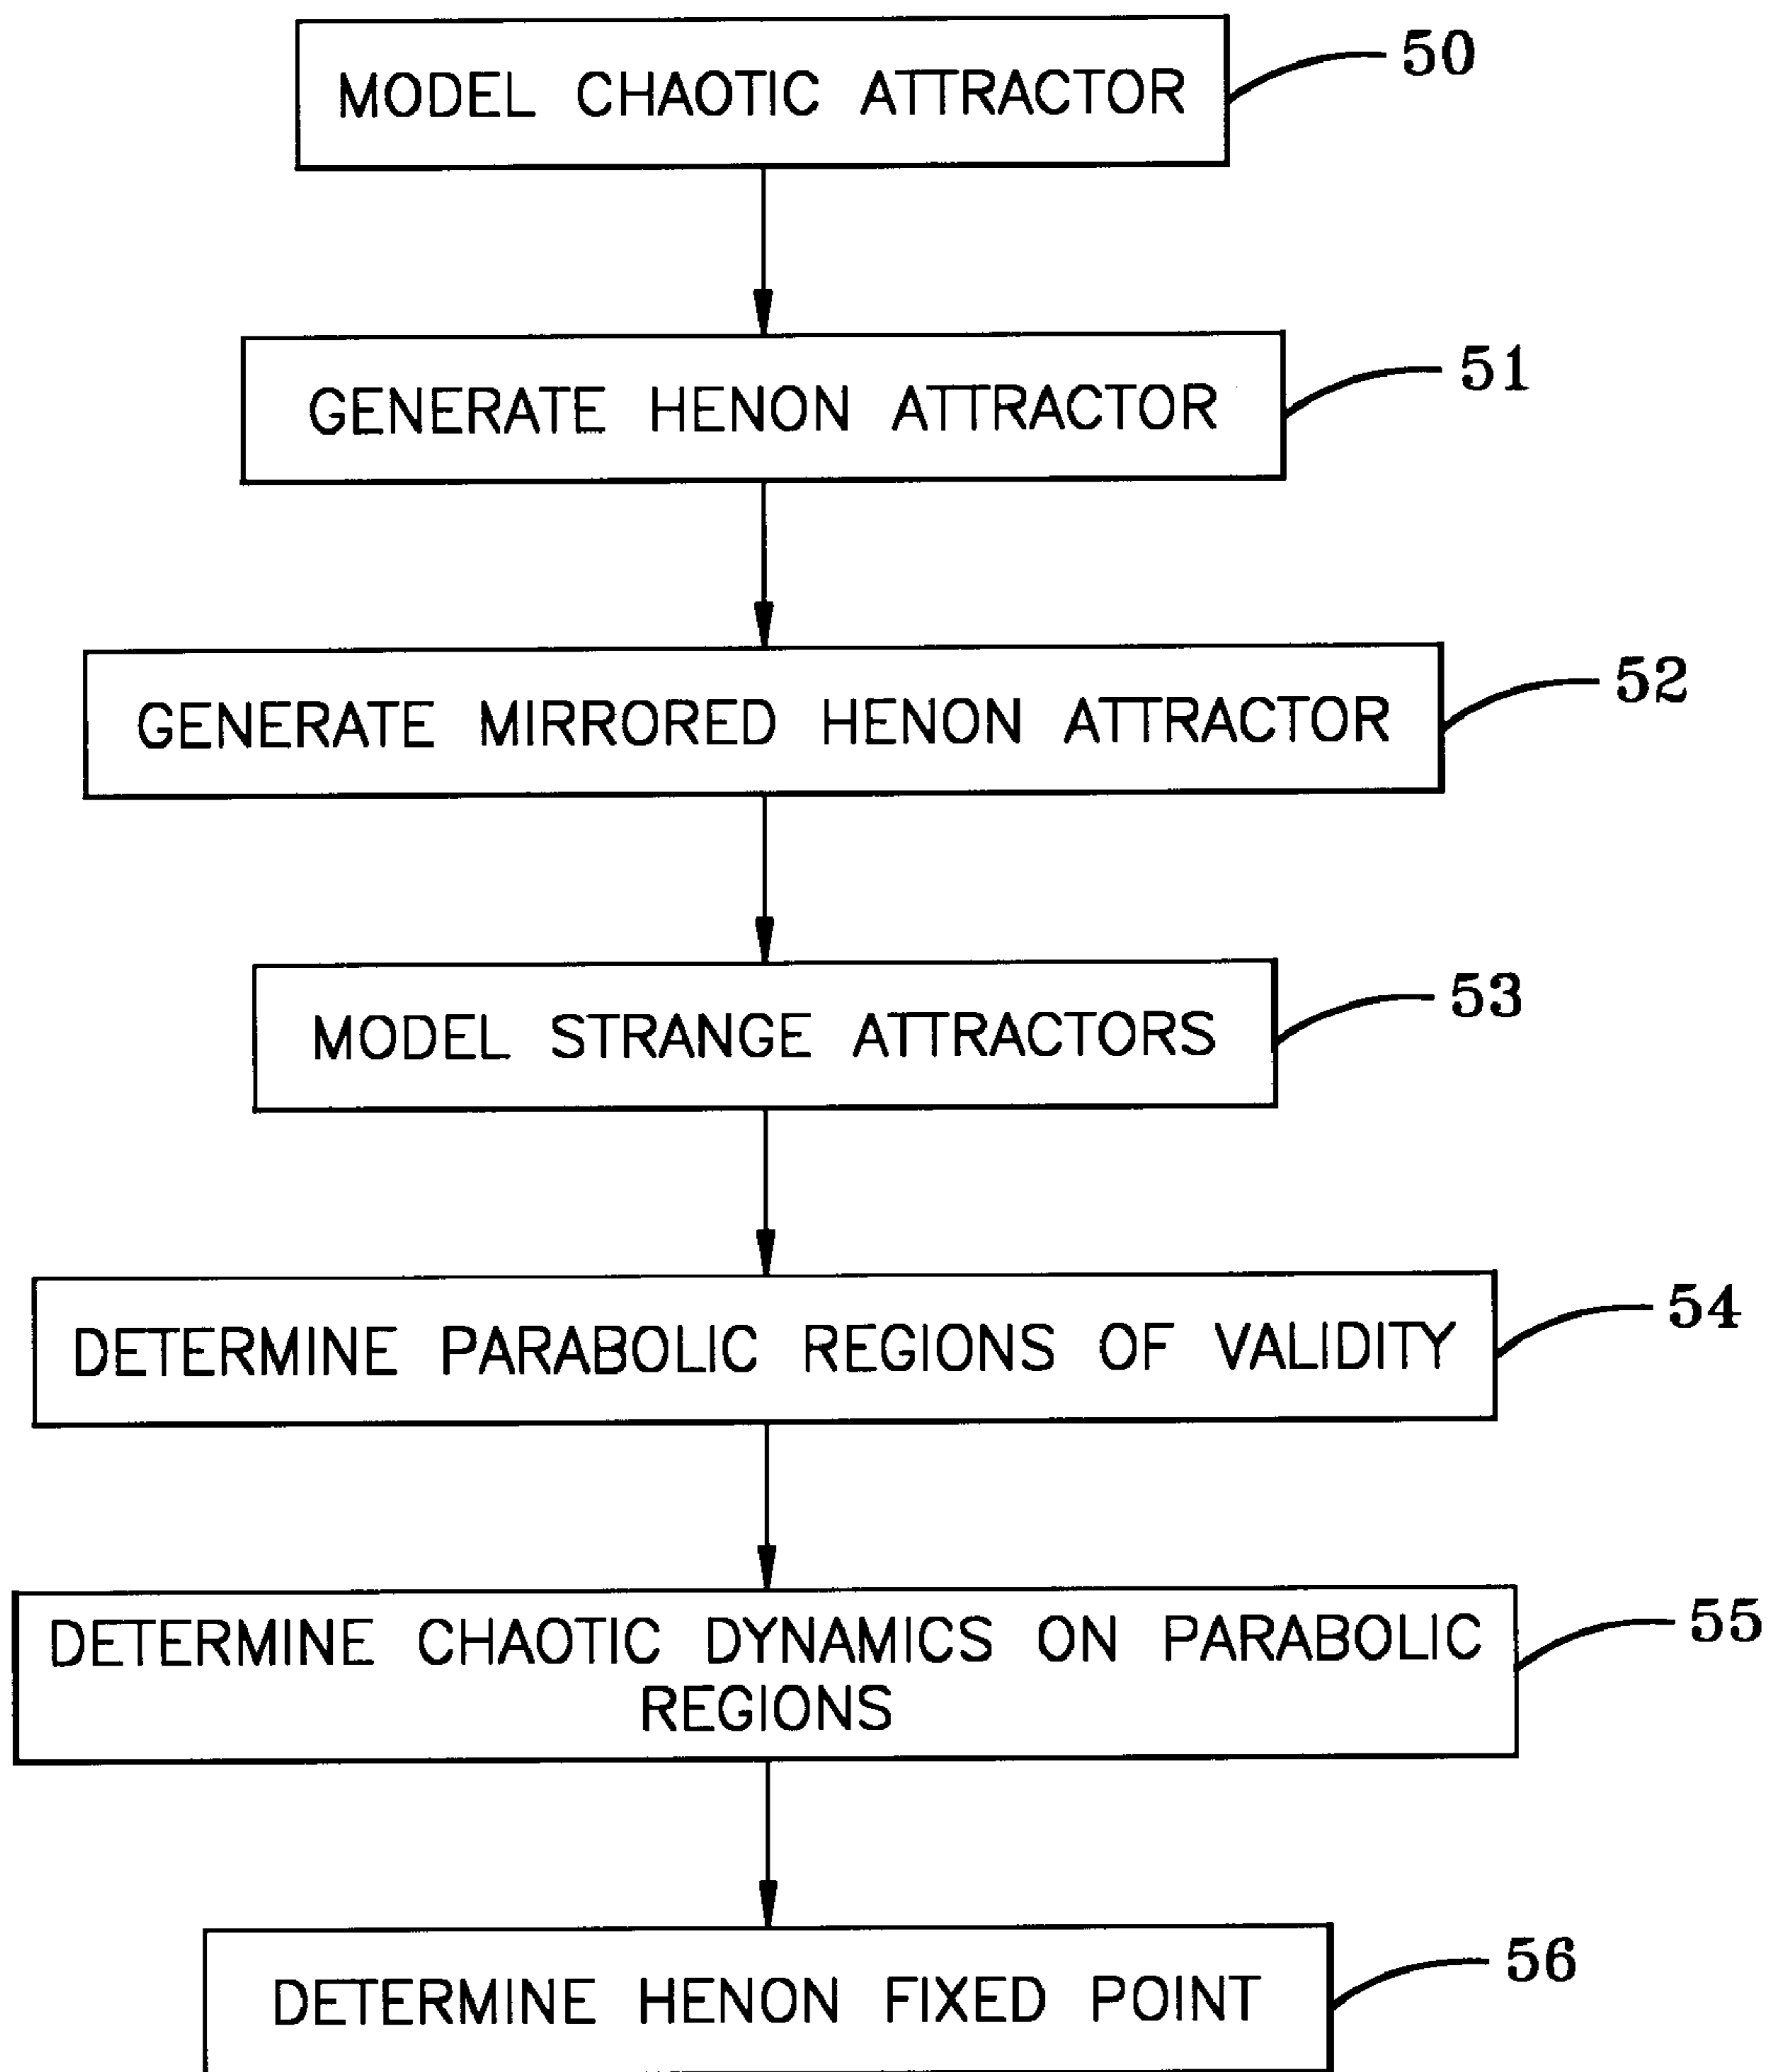 MODEL CHAOTIC ATTRACTOR
50
GENERATE HENON ATTRACTOR
51
GENERATE MIRRORED HENON ATTRACTOR
52
MODEL STRANGE ATTRACTORS
53
DETERMINE PARABOLIC REGIONS OF VALIDITY
54
DETERMINE CHAOTIC DYNAMICS ON PARABOLIC
REGIONS
55
DETERMINE HENON FIXED POINT
56